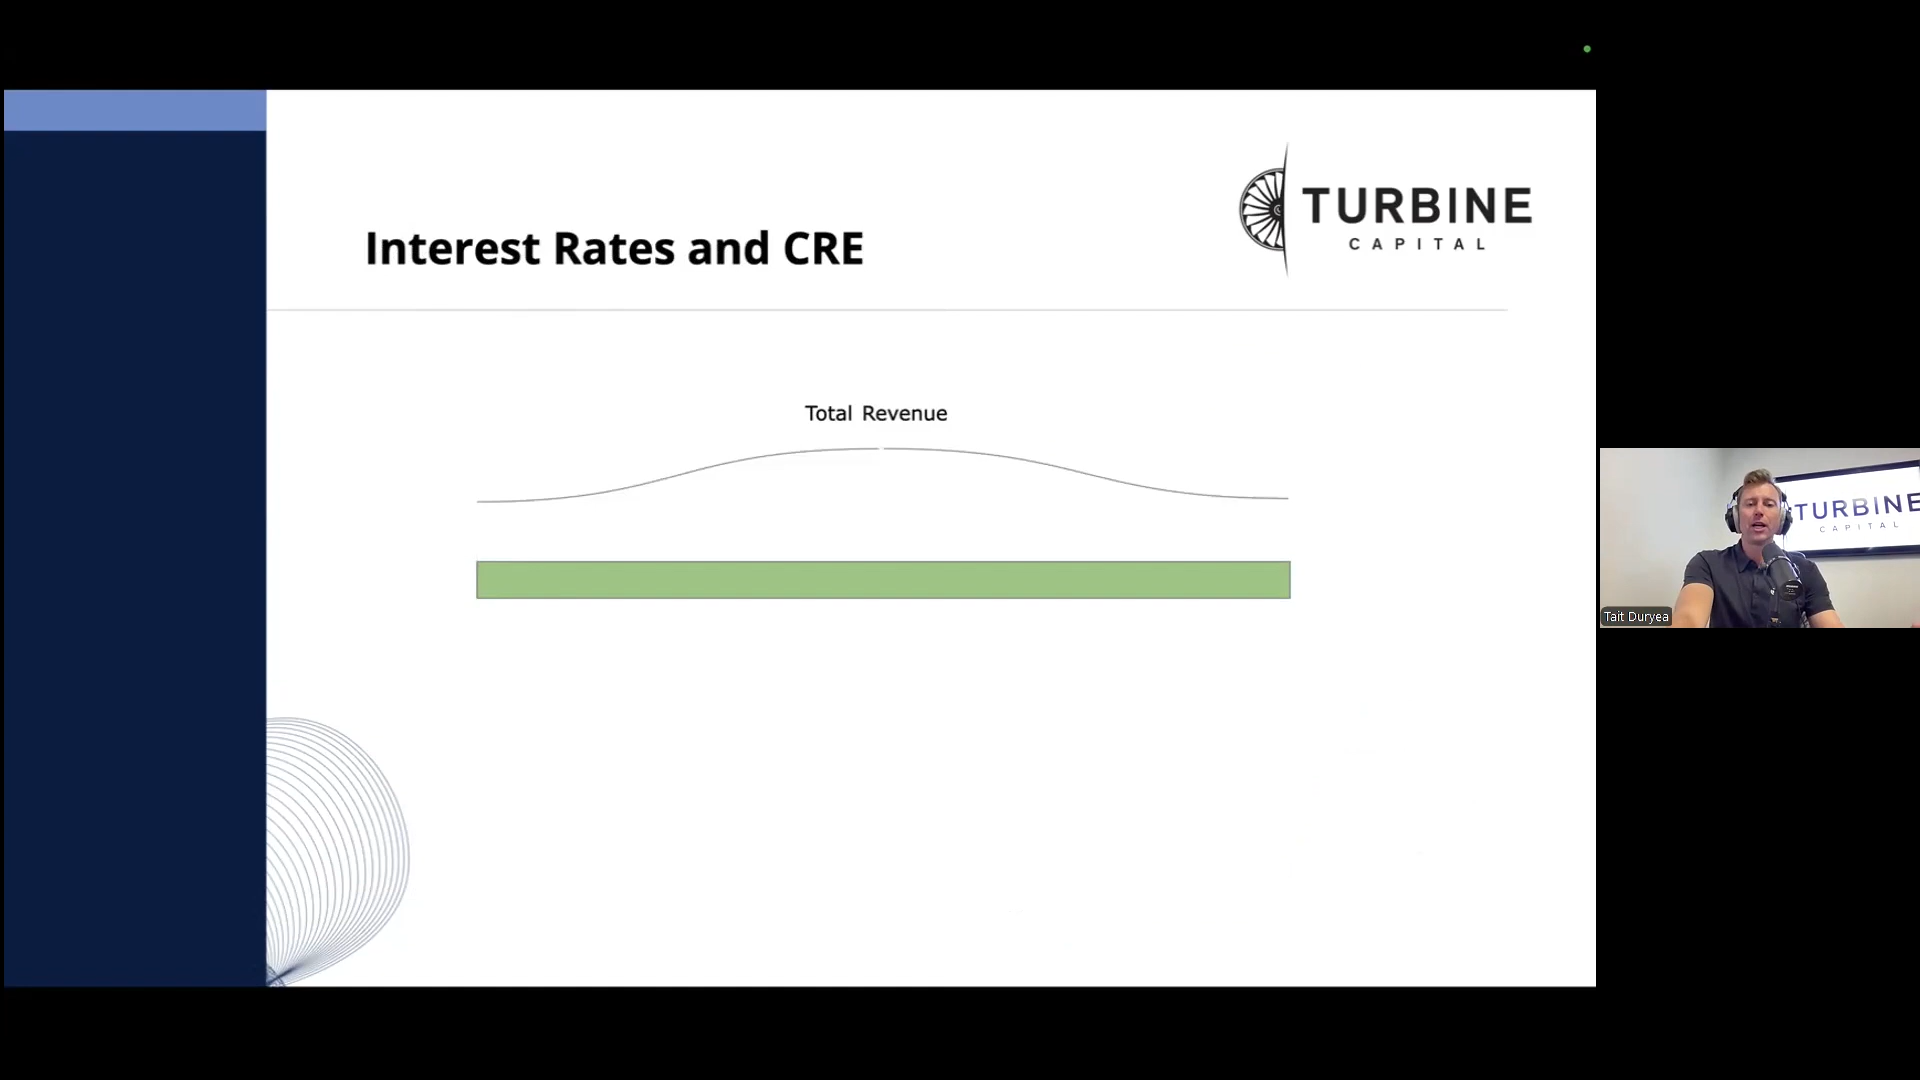 TURBINE
CAPITAL
Interest Rates and CRE
Total Revenue
TURBINE
CAPITAL
Tait Duryea